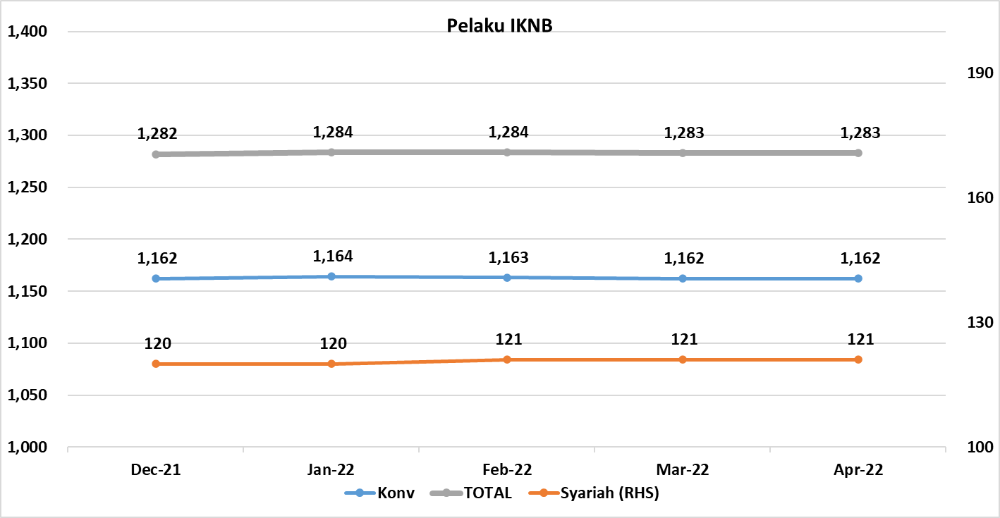 Pelaku IKNB
1,400
1,350
1,300
1,250
1,200
1,150
1,100
1,050
1,000
190
160
130
100
1,282 1,284 1,284 1,283 1,283
1,162 1,164 1,163 1,162 1,162
120 120 121 121 121
Dec-21 Jan-22 Feb-22 Mar-22 Apr-22
Konv TOTAL Syariah (RHS)